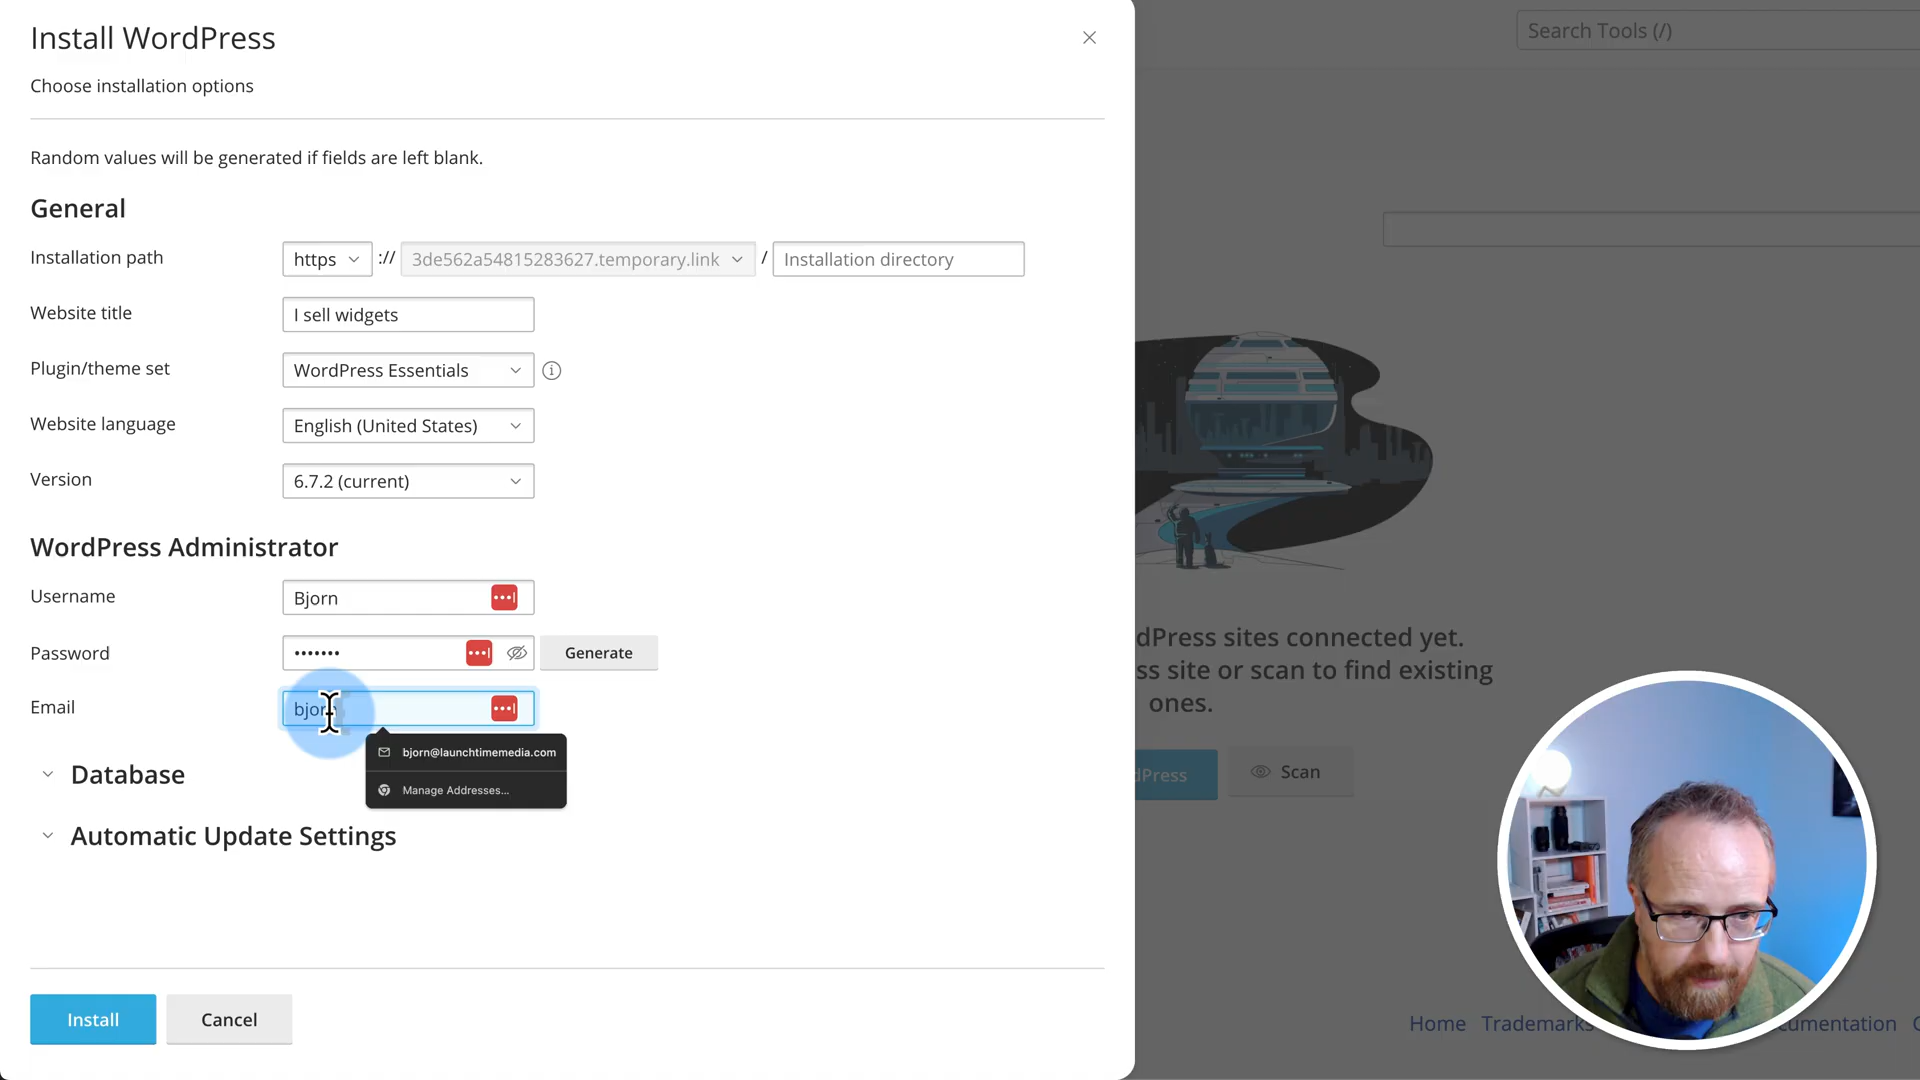 Install WordPress
Search Tools (/)
Choose installation options
Random values will be generated if fields are left blank.
General
Installation path
https
://
3de562a54815283627.temporary.link
/
Installation directory
Website title
I sell widgets
Plugin/theme set
WordPress Essentials
Website language
English (United States)
Version
6.7.2 (current)
WordPress Administrator
Username
Bjorn
Password
•••••••
Generate
Email
bjorn
bjorn@launchtimemedia.com
Manage Addresses...
Database
Automatic Update Settings
Install
Cancel
dPress sites connected yet.
ss site or scan to find existing
ones.
dPress
Scan
Home
Trademarks
cumentation